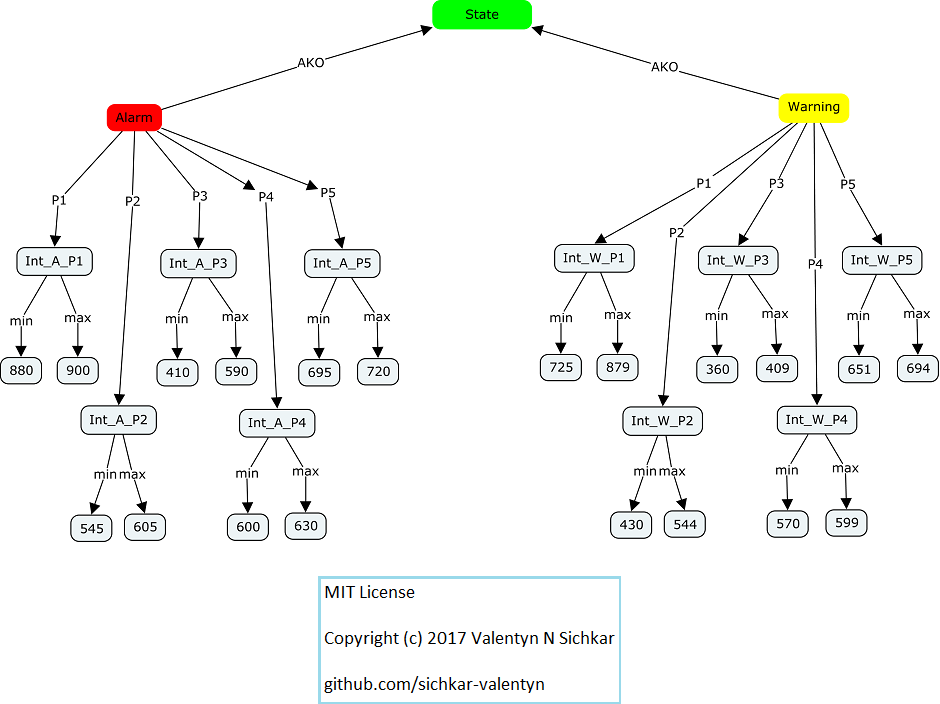 State
AKO
AKO
Alarm
Warning
P1
P2
P3
P4
P5
P1
P2
P3
P4
P5
Int_A_P1
Int_A_P3
Int_A_P5
Int_W_P1
Int_W_P3
Int_W_P5
min max
min max
min max
min max
min max
min max
880 900
410 590
695 720
725 879
360 409
651 694
Int_A_P2
Int_A_P4
Int_W_P2
Int_W_P4
min max
min max
min max
min max
545 605
600 630
430 544
570 599
MIT License
Copyright (c) 2017 Valentyn N Sichkar
github.com/sichkar-valentyn